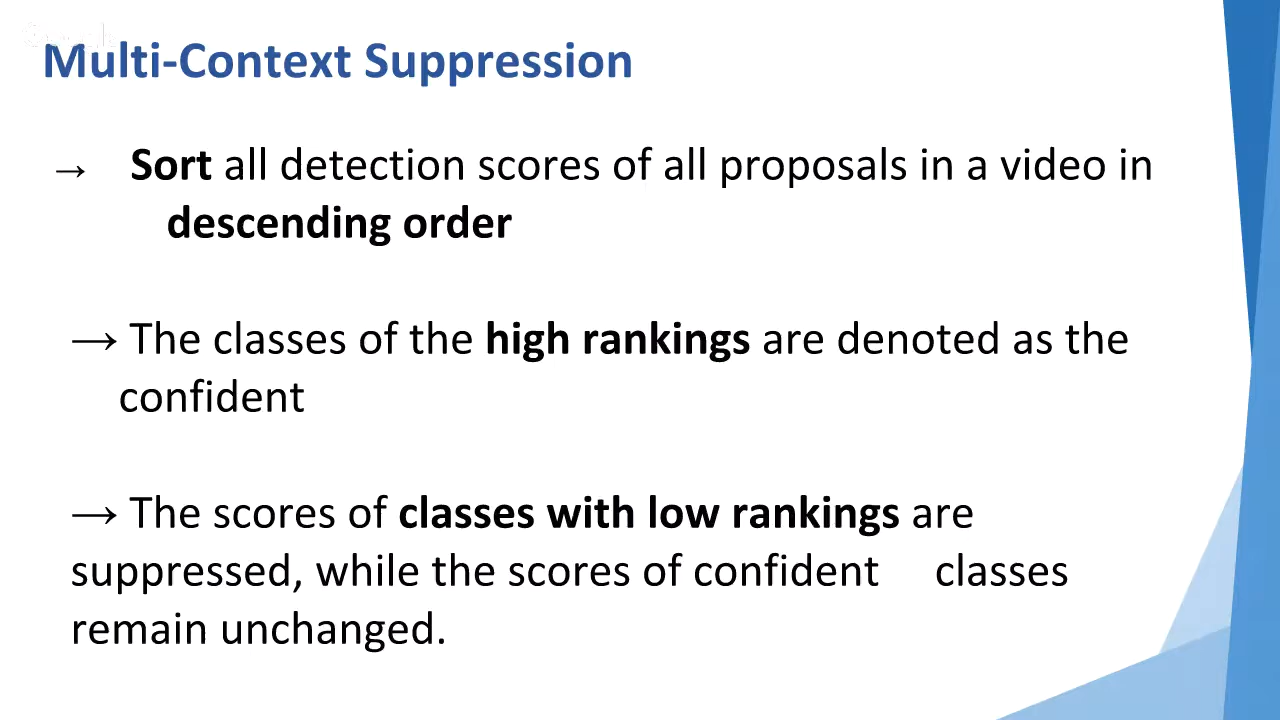 Multi-Context Suppression
→ Sort all detection scores of all proposals in a video in
descending order
→ The classes of the high rankings are denoted as the
confident
→ The scores of classes with low rankings are
suppressed, while the scores of confident classes
remain unchanged.